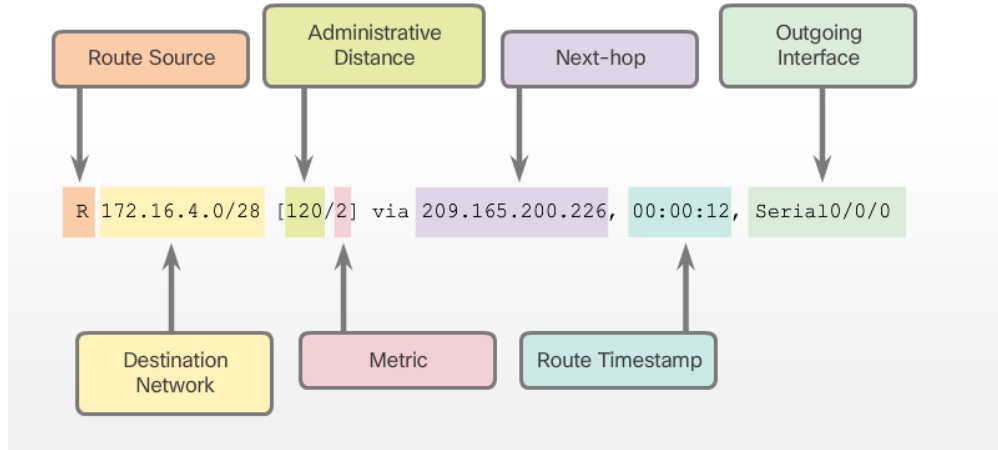 Route Source
Administrative
Distance
Next-hop
Outgoing
Interface
R 172.16.4.0/28 [120/2] via 209.165.200.226, 00:00:12, Serial0/0/0
Destination
Network
Metric
Route Timestamp